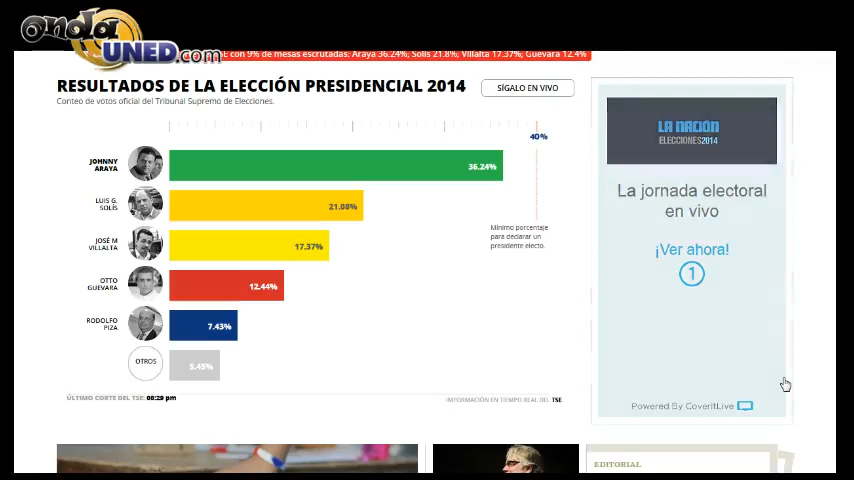 onda
UNED.com
E con 9% de mesas escrutadas: Araya 36.24%; Solís 21.8%; Villalta 17.37%; Guevara 12.4%
RESULTADOS DE LA ELECCIÓN PRESIDENCIAL 2014
SÍGALO EN VIVO
Conteo de votos oficial del Tribunal Supremo de Elecciones.
40%
JOHNNY
ARAYA
36.24%
LUIS G.
SOLÍS
21.08%
Mínimo porcentaje
para declarar un
presidente electo.
JOSÉ M
VILLALTA
17.37%
OTTO
GUEVARA
12.44%
RODOLFO
PIZA
7.43%
OTROS
5.45%
ÚLTIMO CORTE DEL TSE: 08:29 pm
INFORMACIÓN EN TIEMPO REAL DEL TSE
LA NACIÓN
ELECCIONES2014
La jornada electoral
en vivo
¡Ver ahora!
1
Powered By CoveritLive
EDITORIAL